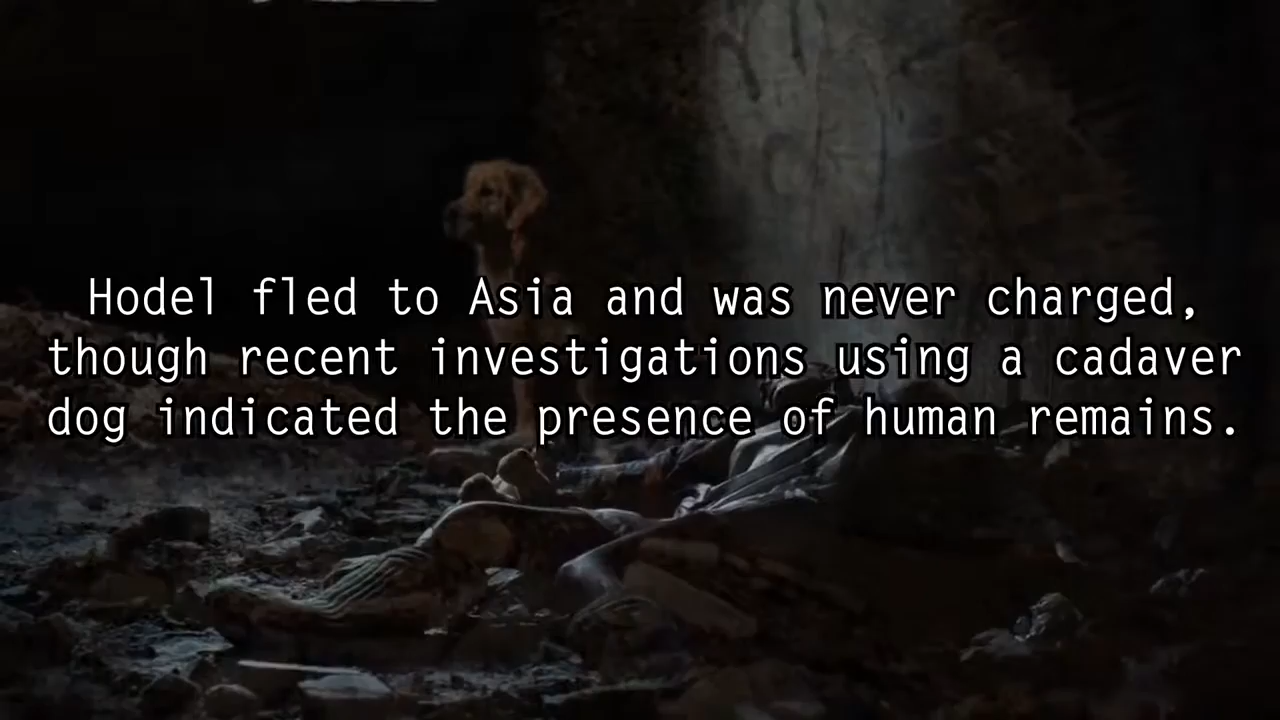 Hodel fled to Asia and was never charged,
though recent investigations using a cadaver
dog indicated the presence of human remains.